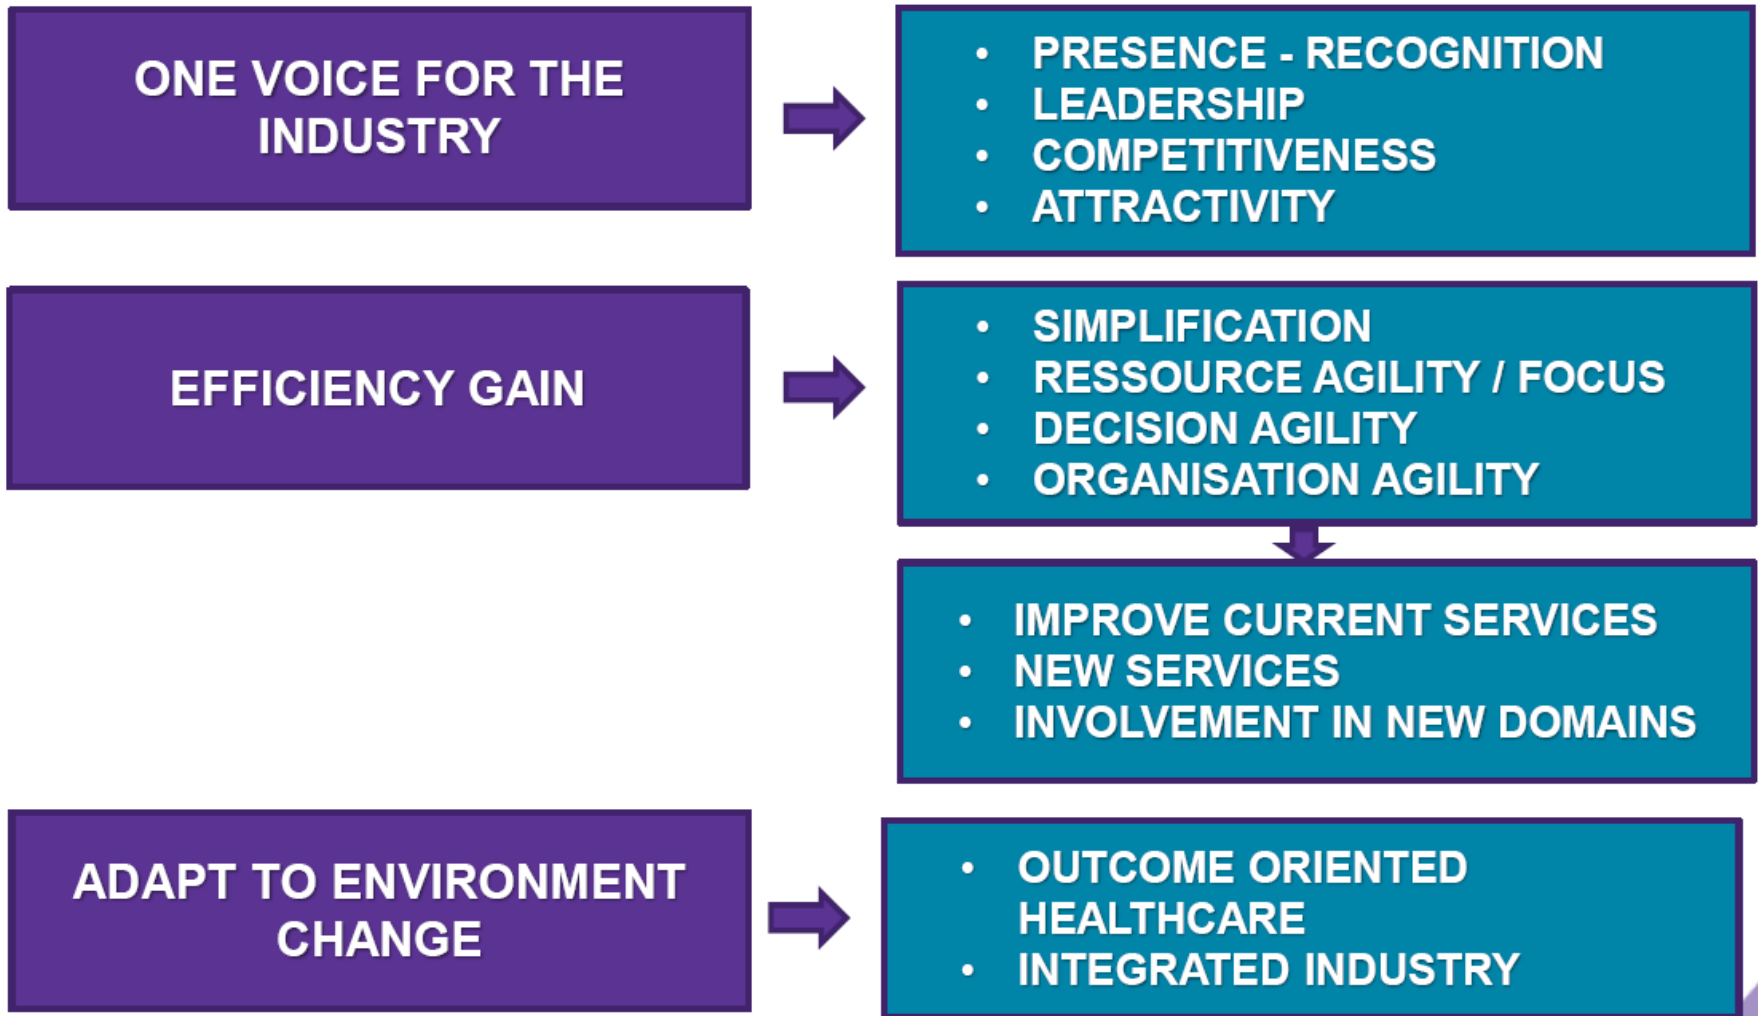 ONE VOICE FOR THE
INDUSTRY
• PRESENCE - RECOGNITION
• LEADERSHIP
• COMPETITIVENESS
• ATTRACTIVITY
EFFICIENCY GAIN
• SIMPLIFICATION
• RESSOURCE AGILITY / FOCUS
• DECISION AGILITY
• ORGANISATION AGILITY
• IMPROVE CURRENT SERVICES
• NEW SERVICES
• INVOLVEMENT IN NEW DOMAINS
ADAPT TO ENVIRONMENT
CHANGE
• OUTCOME ORIENTED
HEALTHCARE
• INTEGRATED INDUSTRY